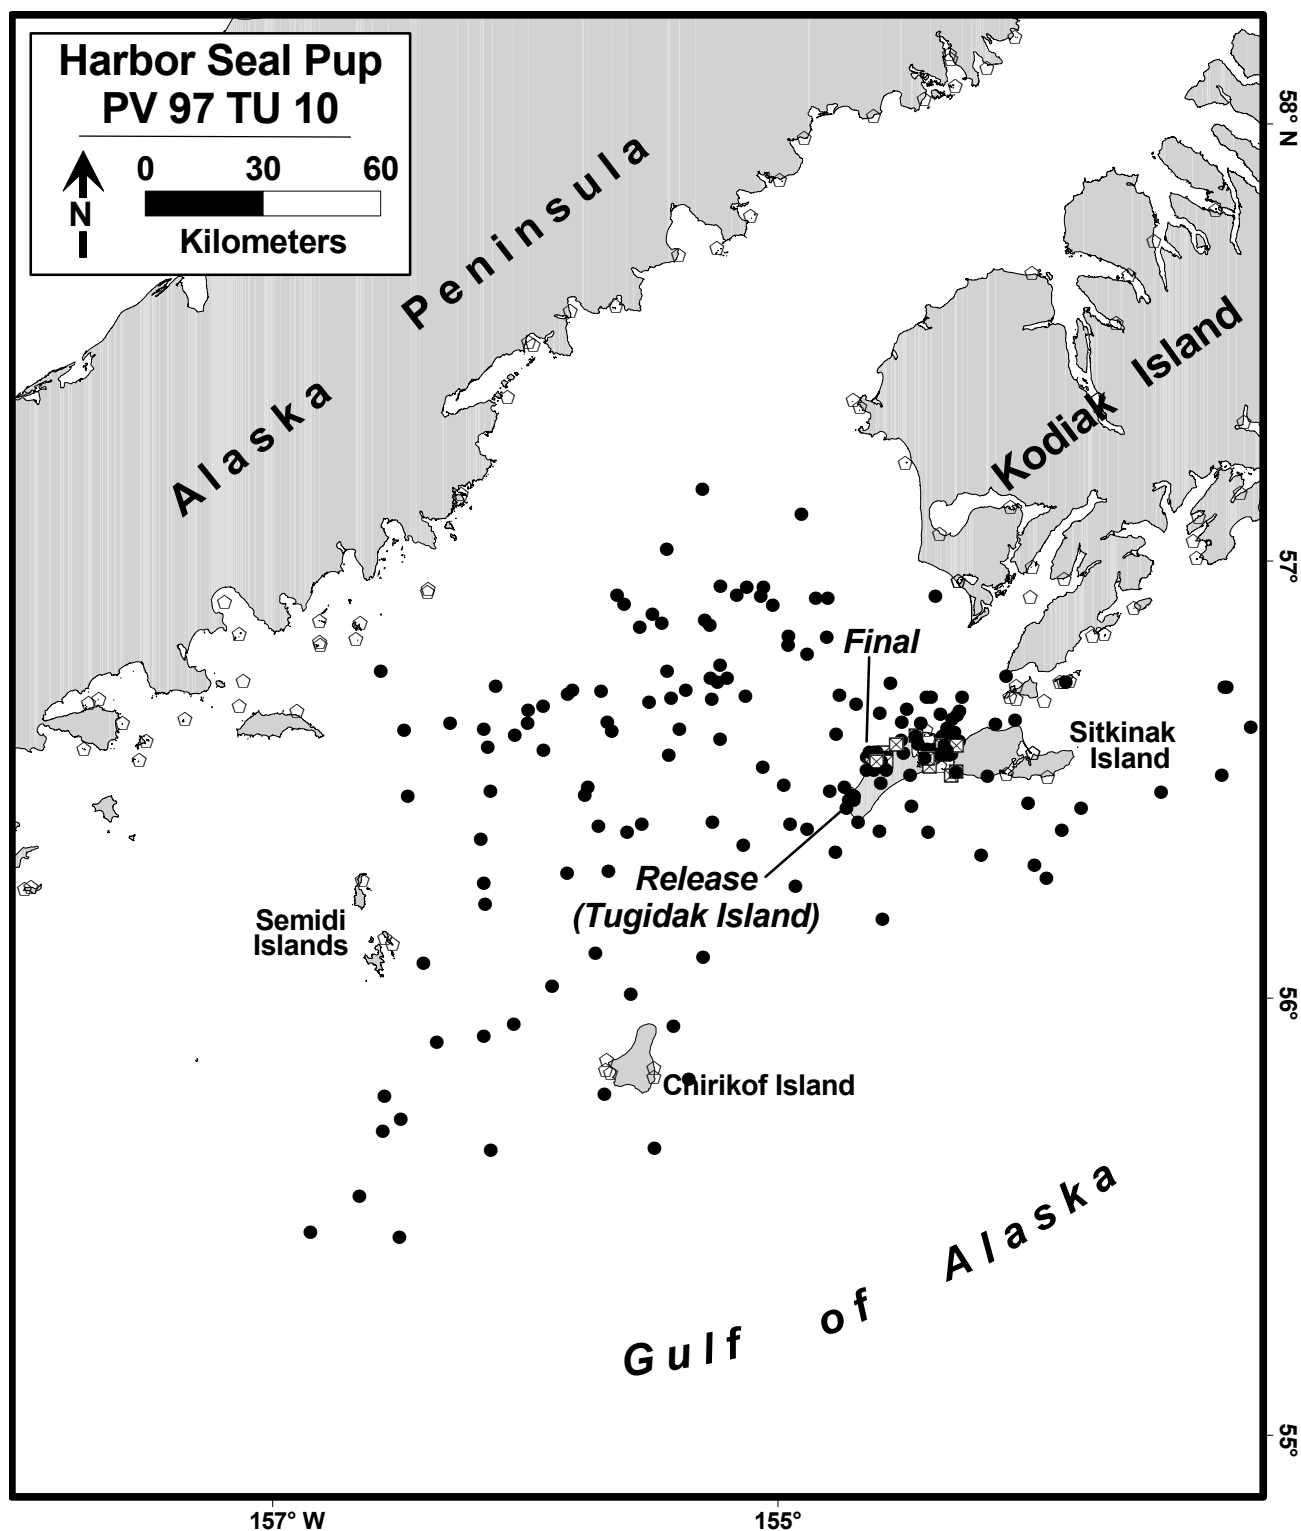 Harbor Seal Pup
PV 97 TU 10
0 30 60
N
Kilometers
58° N
Alaska Peninsula
Kodiak Island
57°
Final
Sitkinak
Island
Release
(Tugidak Island)
Semidi
Islands
56°
Chirikof Island
Gulf of Alaska
55°
157° W 155°